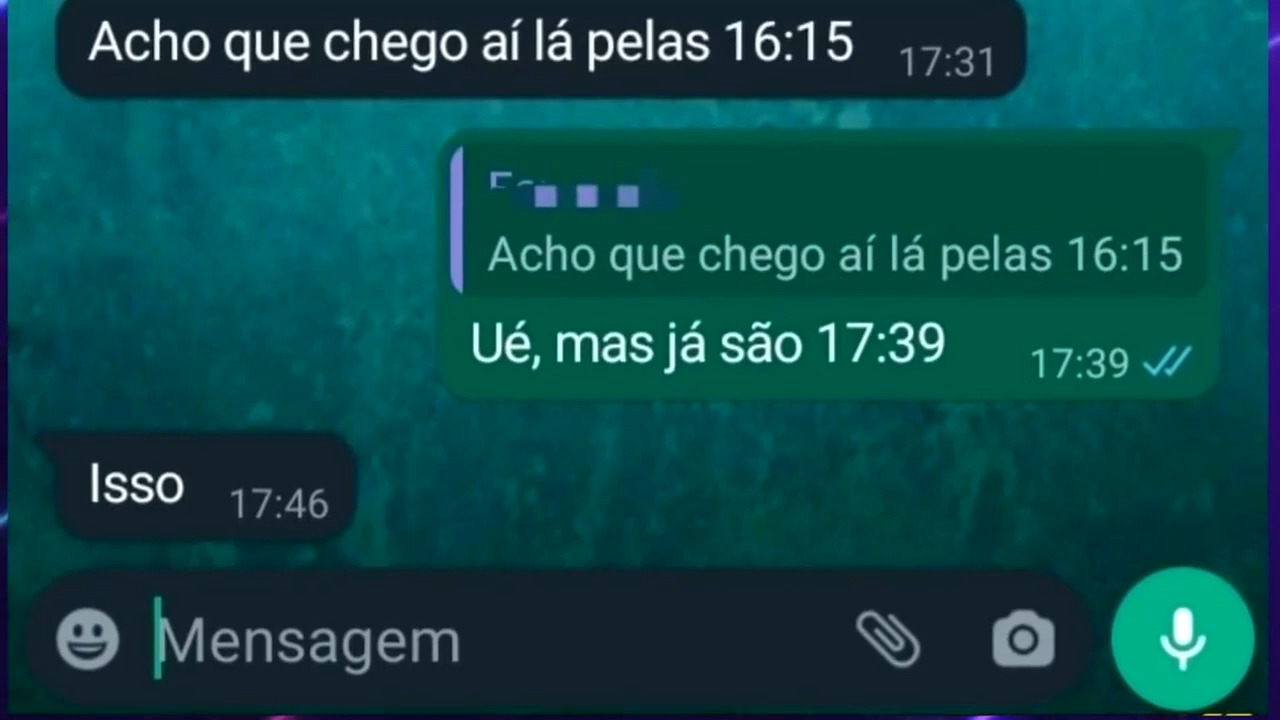 Acho que chego aí lá pelas 16:15 17:31
Acho que chego aí lá pelas 16:15
Ué, mas já são 17:39 17:39
Isso 17:46
Mensagem